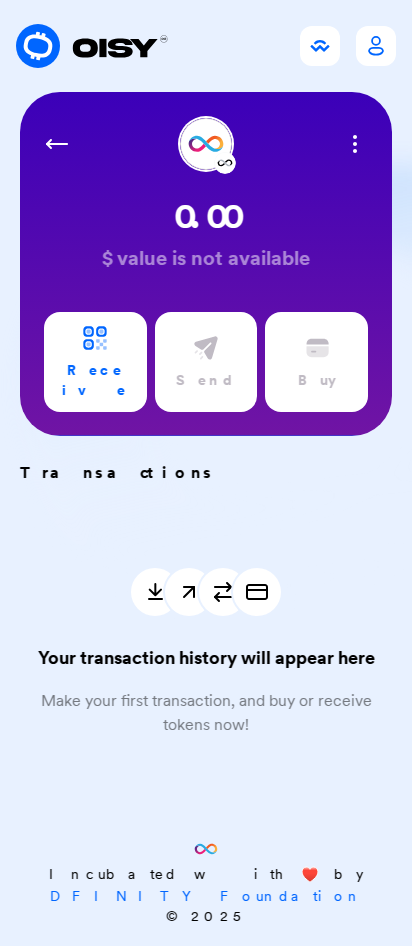 OISY
0.00
$ value is not available
Receive
Send
Buy
Transactions
Your transaction history will appear here
Make your first transaction, and buy or receive
tokens now!
Incubated with ❤️ by
DFINITY Foundation
© 2025